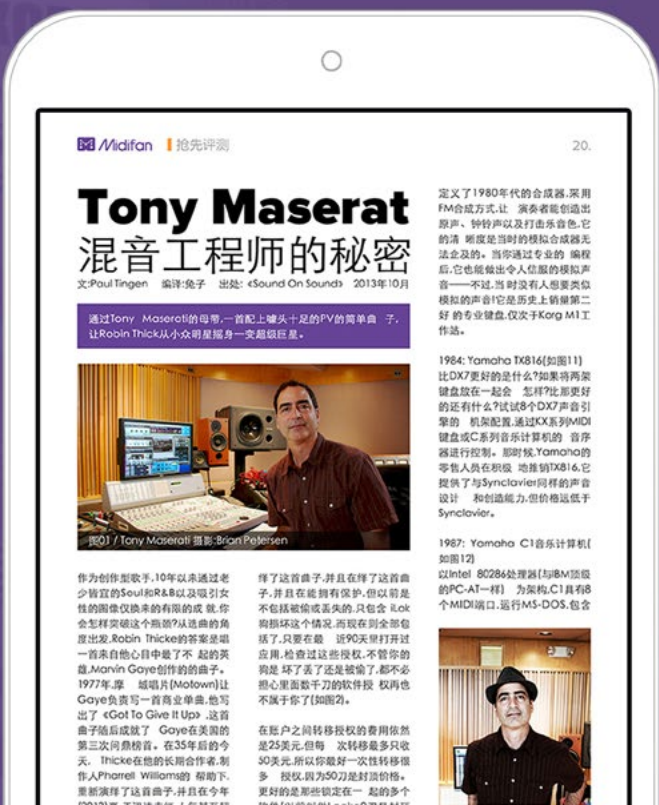 Midifan 抢先评测
20.
Tony Maserat
混音工程师的秘密
文:Paul Tingen 编译:兔子 出处:《Sound On Sound》 2013年10月
通过Tony Maserati的母带,一首配上噱头十足的PV的简单曲 子,
让Robin Thick从小众明星摇身一变超级巨星。
图01 / Tony Maserati 摄影:Brian Petersen
作为创作型歌手,10年以来通过老
少皆宜的Soul和R&B以及吸引女
性的图像仅换来的有限的成 就,你
会怎样突破这个瓶颈?从选曲的角
度出发,Robin Thicke的答案是唱
一首来自他心目中最了不 起的英
雄,Marvin Gaye创作的的曲子。
1977年,摩 城唱片(Motown)让
Gaye负责写一首商业单曲,他写
出了 《Got To Give It Up》 ,这首
曲子随后成就了 Gaye在美国的
第三次问鼎榜首。在35年后的今
天, Thicke在他的长期合作者,制
作人Pharrell Williams的 帮助下,
重新演绎了这首曲子,并且在今年
绎了这首曲子,并且在绎了这首曲
子,并且在能拥有保护,但以前是
不包括被偷或丢失的,只包含 iLok
狗损坏这个情况,而现在则全部包
括了,只要在最 近90天里打开过
应用,检查过这些授权,不管你的
狗是 坏了丢了还是被偷了,都不必
担心里面数千刀的软件授 权再也
不属于你了(如图2)。
在账户之间转移授权的费用依然
是25美元,但每 次转移最多只收
50美元,所以你最好一次性转移很
多 授权,因为50刀是封顶价格。
更好的是那些锁定在一 起的多个
定义了1980年代的合成器,采用
FM合成方式,让 演奏者能创造出
原声、钟铃声以及打击乐音色,它
的清 晰度是当时的模拟合成器无
法企及的。当你通过专业的 编程
后,它也能做出令人信服的模拟声
音——不过,当 时没有人想要类似
模拟的声音!它是历史上销量第二
好 的专业键盘,仅次于Korg M1工
作站。
1984: Yamaha TX816(如图11)
比DX7更好的是什么?如果将两架
键盘放在一起会 怎样?比那更好
的还有什么?试试8个DX7声音引
擎的 机架配置,通过KX系列MIDI
键盘或C系列音乐计算机的 音序
器进行控制。那时候,Yamaha的
零售人员在积极 地推销TX816,它
提供了与Synclavier同样的声音
设计 和创造能力,但价格远低于
Synclavier。
1987: Yamaha C1音乐计算机(
如图12)
以Intel 80286处理器(与IBM顶级
的PC-AT一样) 为架构,C1具有8
个MIDI端口,运行MS-DOS,包含